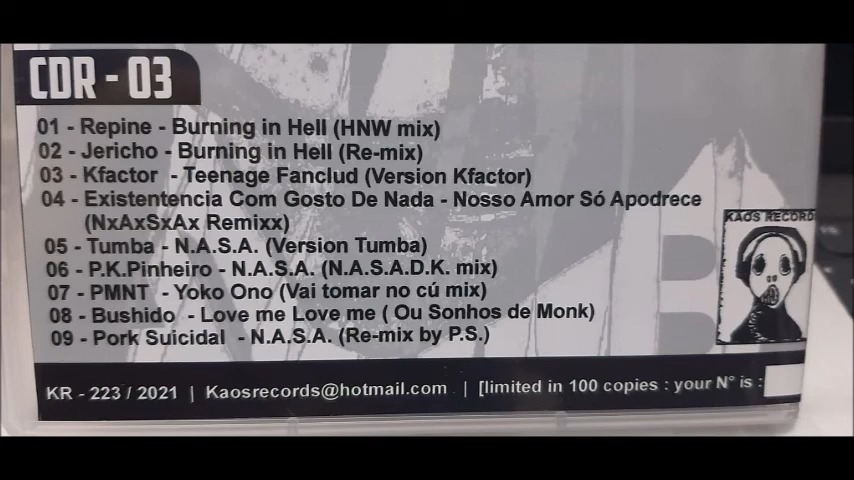 CDR - 03
01 - Repine - Burning in Hell (HNW mix)
02 - Jericho - Burning in Hell (Re-mix)
03 - Kfactor - Teenage Fanclud (Version Kfactor)
04 - Existentencia Com Gosto De Nada - Nosso Amor Só Apodrece
(NxAxSxAx Remixx)
05 - Tumba - N.A.S.A. (Version Tumba)
06 - P.K.Pinheiro - N.A.S.A. (N.A.S.A.D.K. mix)
07 - PMNT - Yoko Ono (Vai tomar no cú mix)
08 - Bushido - Love me Love me ( Ou Sonhos de Monk)
09 - Pork Suicidal - N.A.S.A. (Re-mix by P.S.)
KAOS RECORD
KR - 223 / 2021 | Kaosrecords@hotmail.com | [limited in 100 copies : your N° is :